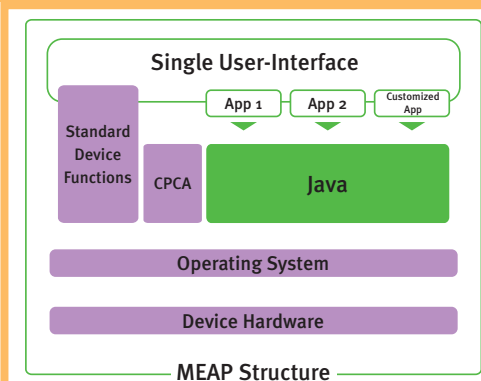 Single User-Interface
App 1
App 2
Customized
App
Standard
Device
Functions
CPCA
Java
Operating System
Device Hardware
MEAP Structure